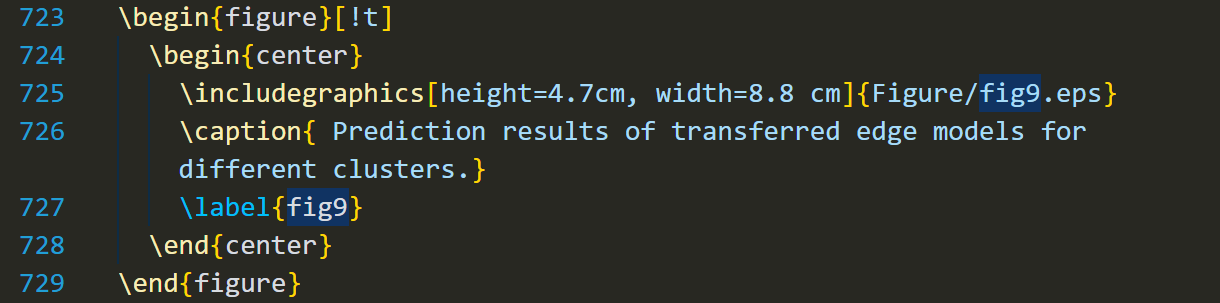 723 \begin{figure}[!t]
724 \begin{center}
725 \includegraphics[height=4.7cm, width=8.8 cm]{Figure/fig9.eps}
726 \caption{ Prediction results of transferred edge models for
different clusters.}
727 \label{fig9}
728 \end{center}
729 \end{figure}